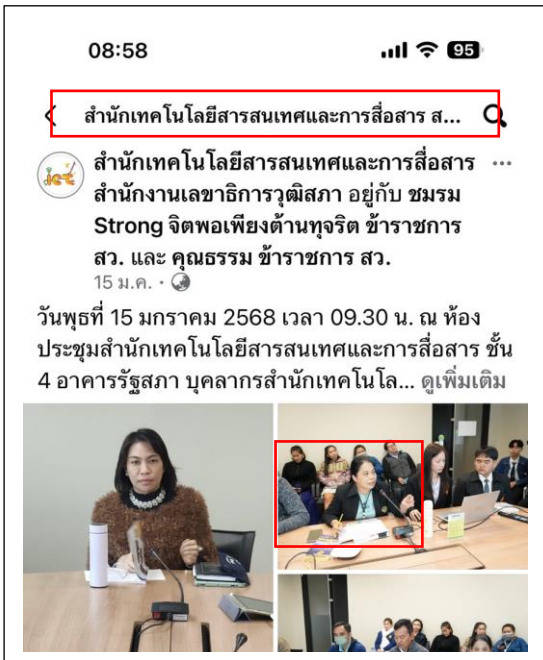 08:58
95
สำนักเทคโนโลยีสารสนเทศและการสื่อสาร ส...
ict
สำนักเทคโนโลยีสารสนเทศและการสื่อสาร
สำนักงานเลขาธิการวุฒิสภา อยู่กับ ชมรม
Strong จิตพอเพียงต้านทุจริต ข้าราชการ
สว. และ คุณธรรม ข้าราชการ สว.
15 ม.ค. ·
วันพุธที่ 15 มกราคม 2568 เวลา 09.30 น. ณ ห้อง
ประชุมสำนักเทคโนโลยีสารสนเทศและการสื่อสาร ชั้น
4 อาคารรัฐสภา บุคลากรสำนักเทคโนโล... ดูเพิ่มเติม